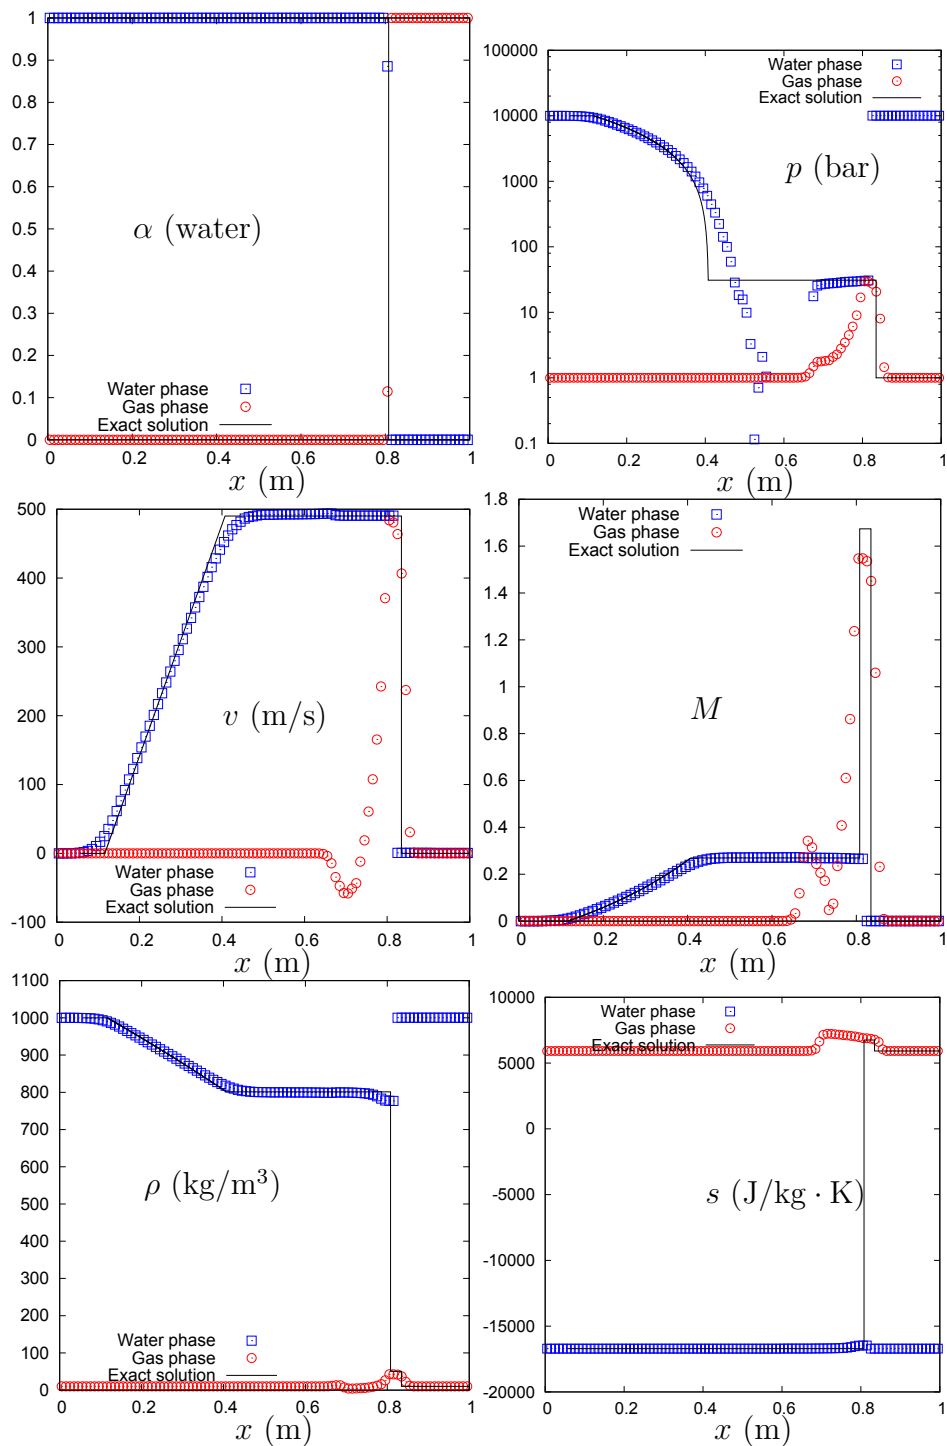 1
0.9
0.8
0.7
0.6
0.5
0.4
0.3
0.2
0.1
0
α (water)
Water phase
Gas phase
Exact solution
0 0.2 0.4 0.6 0.8 1
x (m)
100000
10000
1000
100
10
1
0.1
Water phase
Gas phase
Exact solution
p (bar)
0 0.2 0.4 0.6 0.8 1
x (m)
500
400
300
200
100
0
-100
v (m/s)
Water phase
Gas phase
Exact solution
0 0.2 0.4 0.6 0.8 1
x (m)
1.8
1.6
1.4
1.2
1
0.8
0.6
0.4
0.2
0
Water phase
Gas phase
Exact solution
M
0 0.2 0.4 0.6 0.8 1
x (m)
1100
1000
900
800
700
600
500
400
300
200
100
0
ρ (kg/m³)
Water phase
Gas phase
Exact solution
0 0.2 0.4 0.6 0.8 1
x (m)
10000
5000
0
-5000
-10000
-15000
-20000
Water phase
Gas phase
Exact solution
s (J/kg · K)
0 0.2 0.4 0.6 0.8 1
x (m)